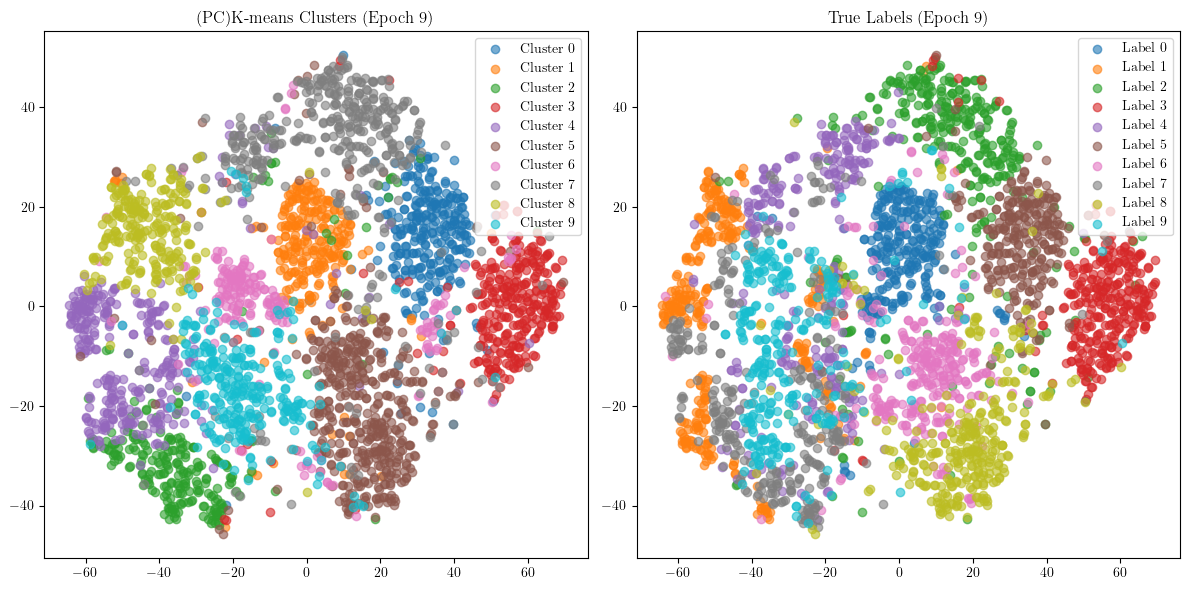 (PC)K-means Clusters (Epoch 9)
Cluster 0
Cluster 1
Cluster 2
Cluster 3
Cluster 4
Cluster 5
Cluster 6
Cluster 7
Cluster 8
Cluster 9
40
20
0
−20
−40
−60
−40
−20
0
20
40
60
True Labels (Epoch 9)
Label 0
Label 1
Label 2
Label 3
Label 4
Label 5
Label 6
Label 7
Label 8
Label 9
40
20
0
−20
−40
−60
−40
−20
0
20
40
60